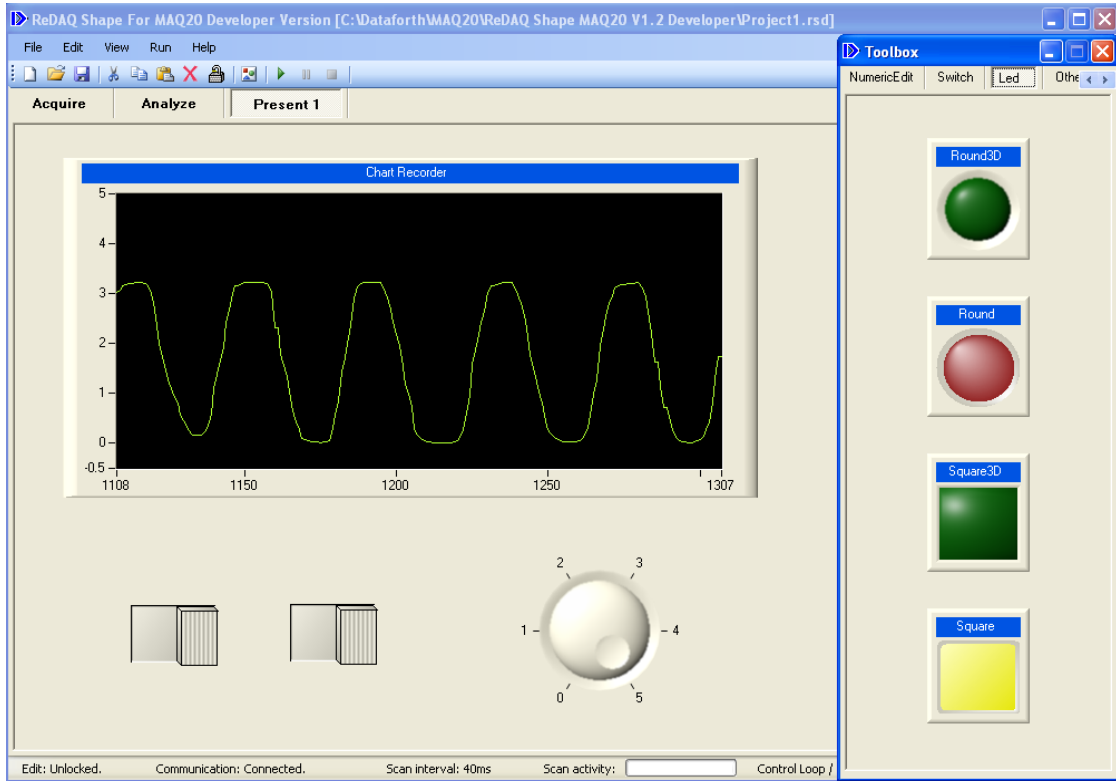 ReDAQ Shape For MAQ20 Developer Version [C:\Dataforth\MAQ20\ReDAQ Shape MAQ20 V1.2 Developer\Project1.rsd]
File Edit View Run Help
Acquire Analyze Present 1
Chart Recorder
5
4
3
2
1
0
-0.5
1108 1150 1200 1250 1307
2 3
1 4
0 5
Edit: Unlocked. Communication: Connected. Scan interval: 40ms Scan activity: Control Loop /
Toolbox
NumericEdit Switch Led Othe
Round3D
Round
Square3D
Square